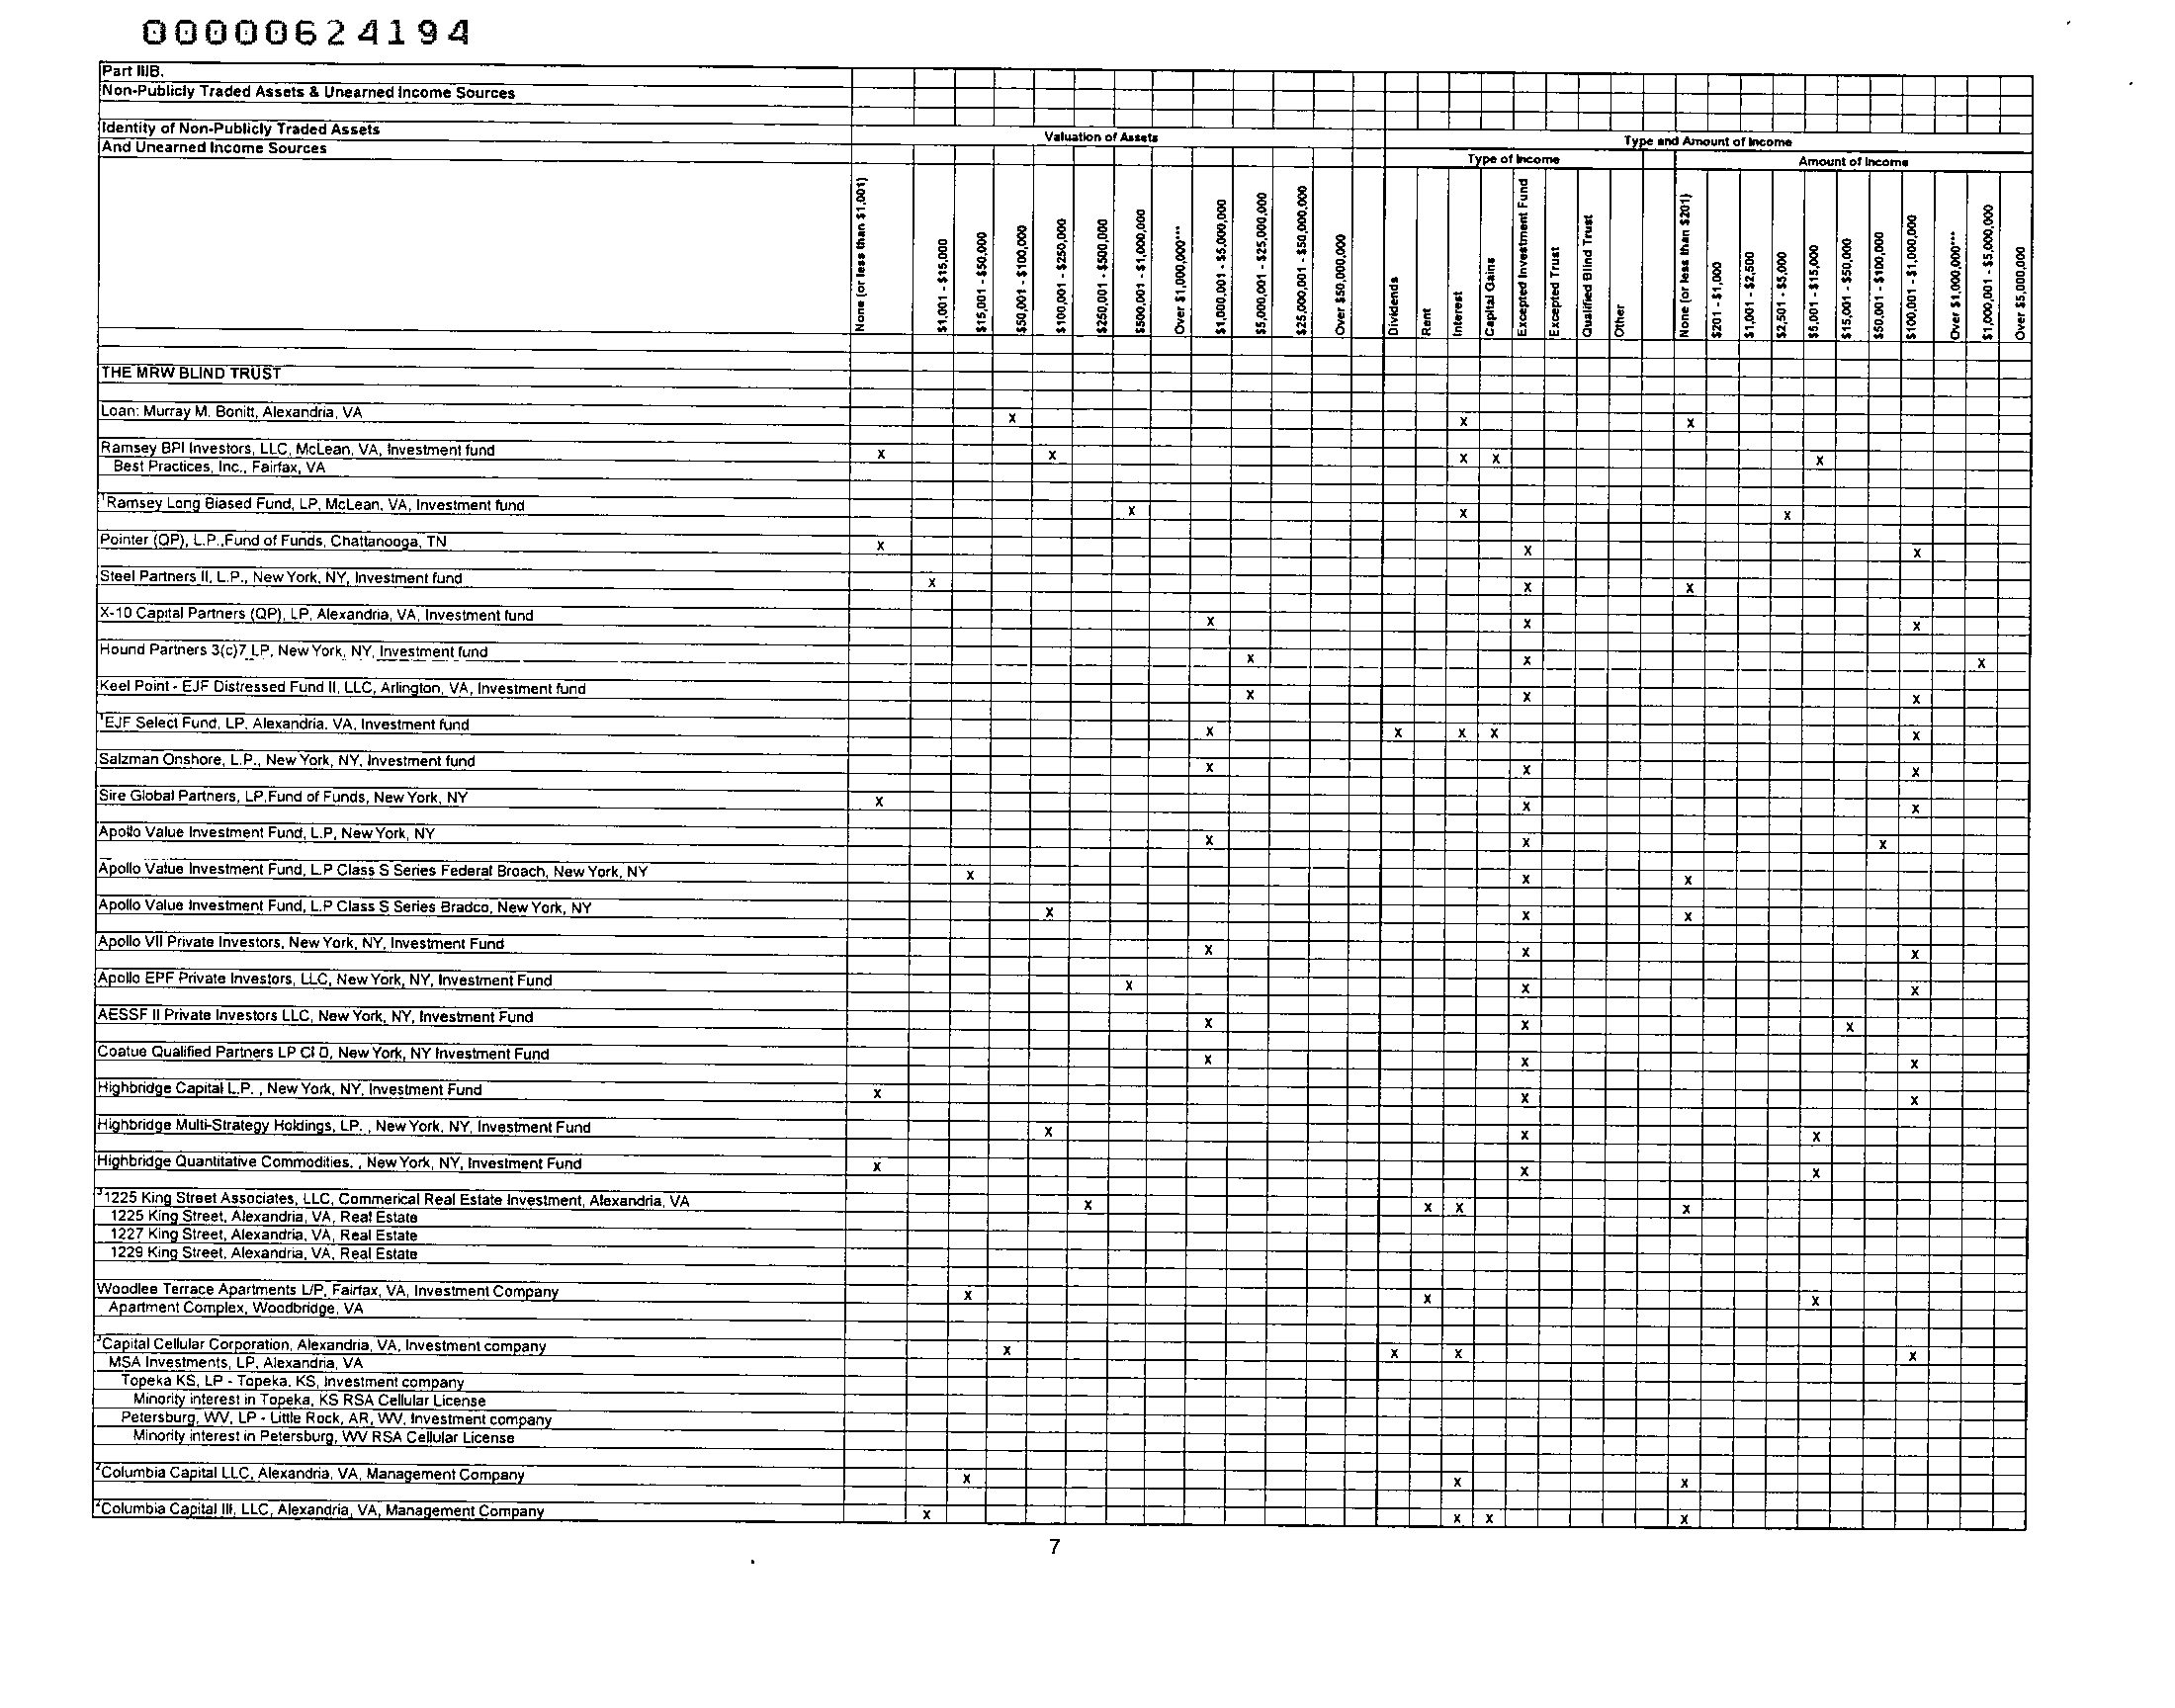 00000624194
Part IIIB.
Non-Publicly Traded Assets & Unearned Income Sources
Identity of Non-Publicly Traded Assets
Valuation of Assets
Type and Amount of Income
And Unearned Income Sources
Type of Income
Amount of Income
None (or less than $1,001)
$1,001 - $15,000
$15,001 - $50,000
$50,001 - $100,000
$100,001 - $250,000
$250,001 - $500,000
$500,001 - $1,000,000
Over $1,000,000***
$1,000,001 - $5,000,000
$5,000,001 - $25,000,000
$25,000,001 - $50,000,000
Over $50,000,000
Dividends
Rent
Interest
Capital Gains
Excepted Investment Fund
Excepted Trust
Qualified Blind Trust
Other
None (or less than $201)
$201 - $1,000
$1,001 - $2,500
$2,501 - $5,000
$5,001 - $15,000
$15,001 - $50,000
$50,001 - $100,000
$100,001 - $1,000,000
Over $1,000,000***
$1,000,001 - $5,000,000
Over $5,000,000
THE MRW BLIND TRUST
Loan: Murray M. Bonitt, Alexandria, VA x x x
Ramsey BPI Investors, LLC, McLean, VA, Investment fund x x x x x
Best Practices, Inc., Fairfax, VA
1Ramsey Long Biased Fund, LP, McLean, VA, Investment fund x x x
Pointer (QP), L.P.,Fund of Funds, Chattanooga, TN x x x
Steel Partners II, L.P., New York, NY, Investment fund x x x
X-10 Capital Partners (QP), LP, Alexandria, VA, Investment fund x x x
Hound Partners 3(c)7 LP, New York, NY, Investment fund x x x
Keel Point - EJF Distressed Fund II, LLC, Arlington, VA, Investment fund x x x
1EJF Select Fund, LP, Alexandria, VA, Investment fund x x x x x
Salzman Onshore, L.P., New York, NY, Investment fund x x x
Sire Global Partners, LP,Fund of Funds, New York, NY x x x
Apollo Value Investment Fund, L.P, New York, NY x x x
Apollo Value Investment Fund, L.P Class S Series Federal Broach, New York, NY x x x
Apollo Value Investment Fund, L.P Class S Series Bradco, New York, NY x x x
Apollo VII Private Investors, New York, NY, Investment Fund x x x
Apollo EPF Private Investors, LLC, New York, NY, Investment Fund x x x
AESSF II Private Investors LLC, New York, NY, Investment Fund x x x
Coatue Qualified Partners LP Cl D, New York, NY Investment Fund x x x
Highbridge Capital L.P. , New York, NY, Investment Fund x x x
Highbridge Multi-Strategy Holdings, LP. , New York, NY, Investment Fund x x x
Highbridge Quantitative Commodities, , New York, NY, Investment Fund x x x
31225 King Street Associates, LLC, Commerical Real Estate Investment, Alexandria, VA x x x x
1225 King Street, Alexandria, VA, Real Estate
1227 King Street, Alexandria, VA, Real Estate
1229 King Street, Alexandria, VA, Real Estate
Woodlee Terrace Apartments L/P, Fairfax, VA, Investment Company x x x
Apartment Complex, Woodbridge, VA
3Capital Cellular Corporation, Alexandria, VA, Investment company x x x x
MSA Investments, LP, Alexandria, VA
Topeka KS, LP - Topeka, KS, Investment company
Minority interest in Topeka, KS RSA Cellular License
Petersburg, WV, LP - Little Rock, AR, WV, Investment company
Minority interest in Petersburg, WV RSA Cellular License
2Columbia Capital LLC, Alexandria, VA, Management Company x x x
2Columbia Capital III, LLC, Alexandria, VA, Management Company x x x x
7